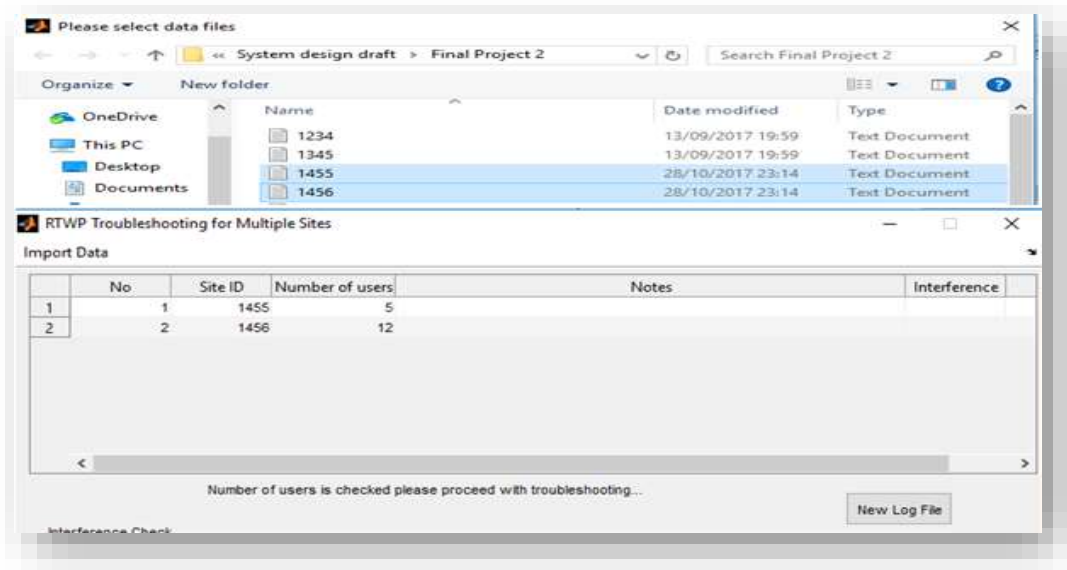 Please select data files
« System design draft > Final Project 2 Search Final Project 2
Organize New folder
OneDrive
This PC
Desktop
Documents
Name Date modified Type
1234 13/09/2017 19:59 Text Document
1345 13/09/2017 19:59 Text Document
1455 28/10/2017 23:14 Text Document
1456 28/10/2017 23:14 Text Document
RTWP Troubleshooting for Multiple Sites
Import Data
No Site ID Number of users Notes Interference
1 1 1455 5
2 2 1456 12
Number of users is checked please proceed with troubleshooting...
New Log File
Interference Check